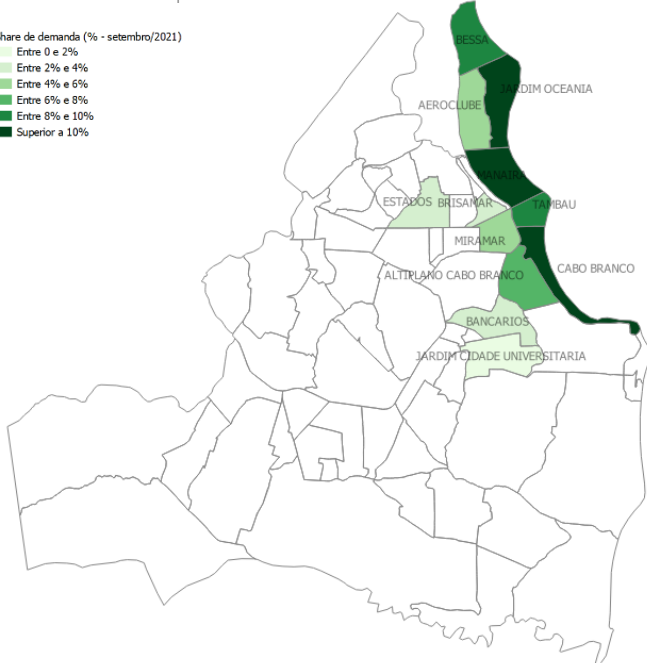 hare de demanda (% - setembro/2021)
Entre 0 e 2%
Entre 2% e 4%
Entre 4% e 6%
Entre 6% e 8%
Entre 8% e 10%
Superior a 10%
BESSA
JARDIM OCEANIA
AEROCLUBE
MANAIRA
ESTADOS
BRISAMAR
TAMBAU
MIRAMAR
CABO BRANCO
ALTIPLANO CABO BRANCO
BANCARIOS
JARDIM CIDADE UNIVERSITARIA